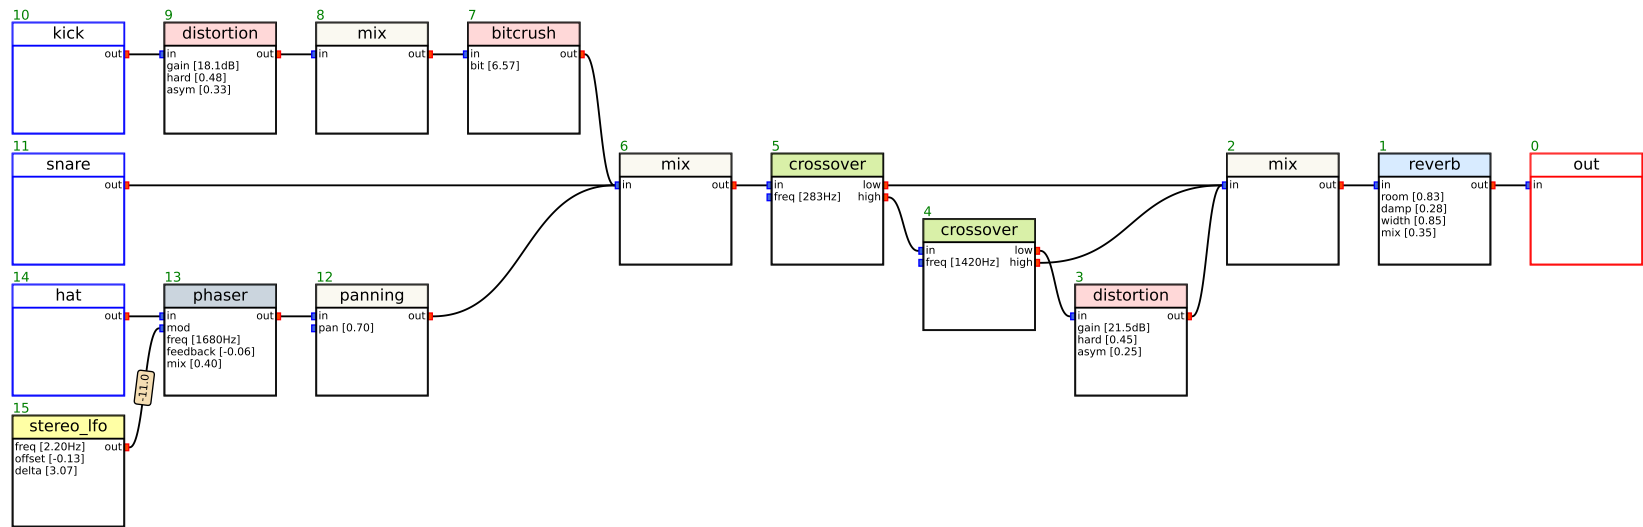 10
kick
out
9
distortion
in out
gain [18.1dB]
hard [0.48]
asym [0.33]
8
mix
in out
7
bitcrush
in out
bit [6.57]
11
snare
out
6
mix
in out
5
crossover
in low
freq [283Hz] high
4
crossover
in low
freq [1420Hz] high
3
distortion
in out
gain [21.5dB]
hard [0.45]
asym [0.25]
2
mix
in out
1
reverb
in out
room [0.83]
damp [0.28]
width [0.85]
mix [0.35]
0
out
in
14
hat
out
13
phaser
in out
mod
freq [1680Hz]
feedback [-0.06]
mix [0.40]
12
panning
in out
pan [0.70]
-11.0
15
stereo_lfo
freq [2.20Hz] out
offset [-0.13]
delta [3.07]